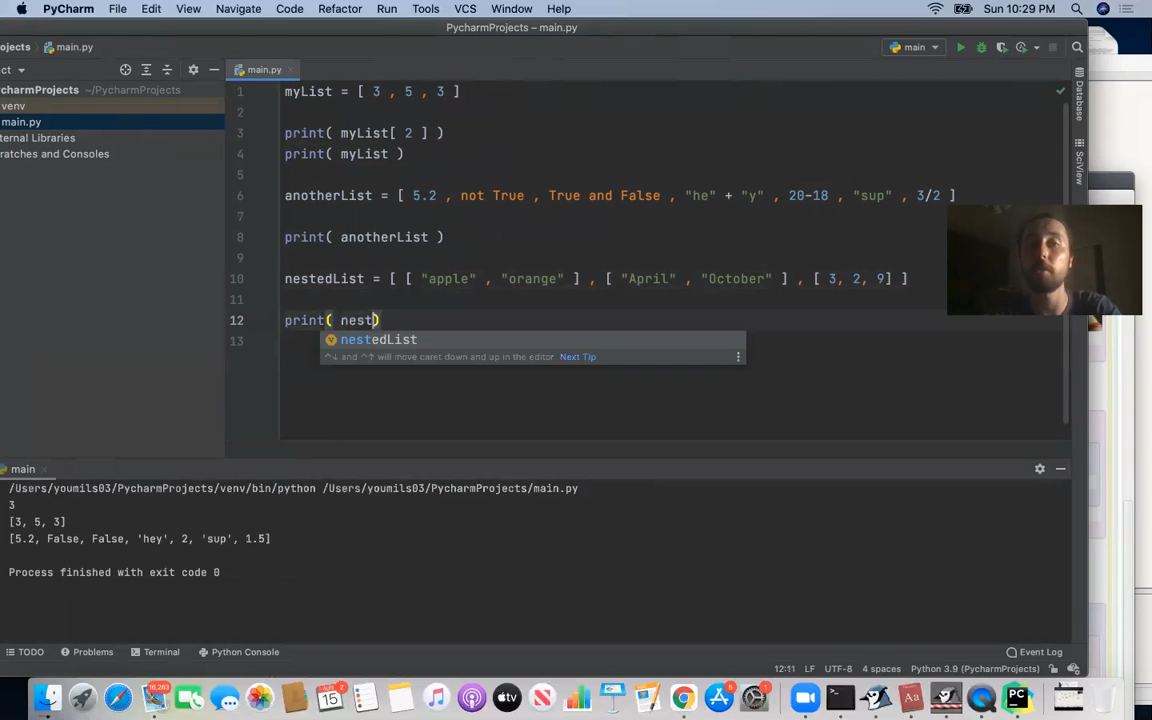 PyCharm File Edit View Navigate Code Refactor Run Tools VCS Window Help Sun 10:29 PM
PycharmProjects – main.py
ojects main.py main
ct main.py
ycharmProjects ~/PycharmProjects
venv
main.py
ternal Libraries
ratches and Consoles
1 myList = [ 3 , 5 , 3 ]
2
3 print( myList[ 2 ] )
4 print( myList )
5
6 anotherList = [ 5.2 , not True , True and False , "he" + "y" , 20-18 , "sup" , 3/2 ]
7
8 print( anotherList )
9
10 nestedList = [ [ "apple" , "orange" ] , [ "April" , "October" ] , [ 3, 2, 9] ]
11
12 print( nest)
13
nestedList
^↓ and ^↑ will move caret down and up in the editor Next Tip
Database
SciView
main
/Users/youmils03/PycharmProjects/venv/bin/python /Users/youmils03/PycharmProjects/main.py
3
[3, 5, 3]
[5.2, False, False, 'hey', 2, 'sup', 1.5]
Process finished with exit code 0
TODO Problems Terminal Python Console Event Log
12:11 LF UTF-8 4 spaces Python 3.9 (PycharmProjects)